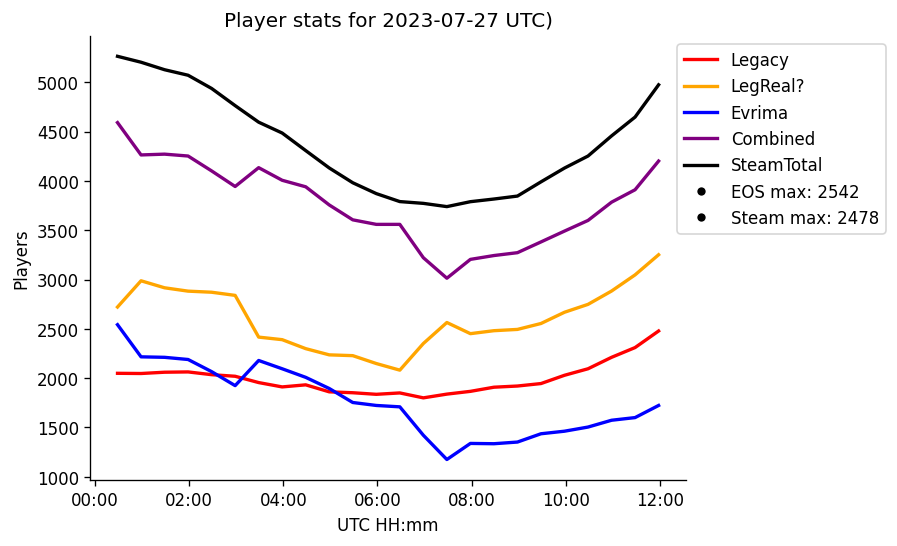 Player stats for 2023-07-27 UTC)
Legacy
LegReal?
Evrima
Combined
SteamTotal
EOS max: 2542
Steam max: 2478
Players
5000
4500
4000
3500
3000
2500
2000
1500
1000
00:00 02:00 04:00 06:00 08:00 10:00 12:00
UTC HH:mm